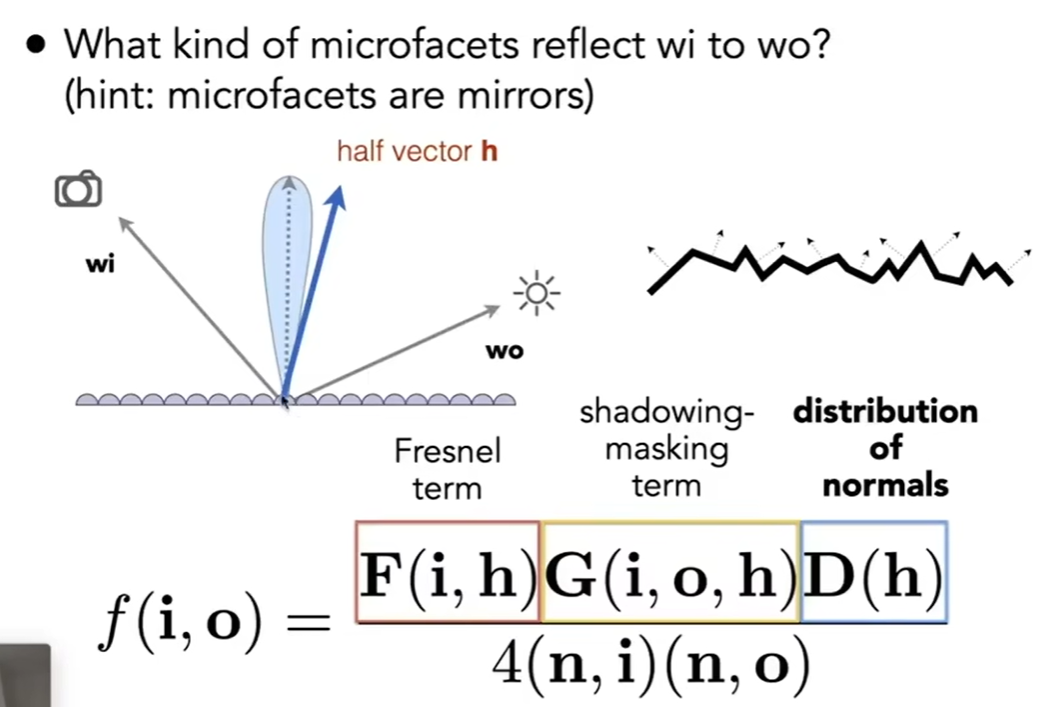 • What kind of microfacets reflect wi to wo?
(hint: microfacets are mirrors)
half vector h
wi
wo
Fresnel
term
shadowing-
masking
term
distribution
of
normals
f(i, o) = F(i, h)G(i, o, h)D(h)
4(n, i)(n, o)